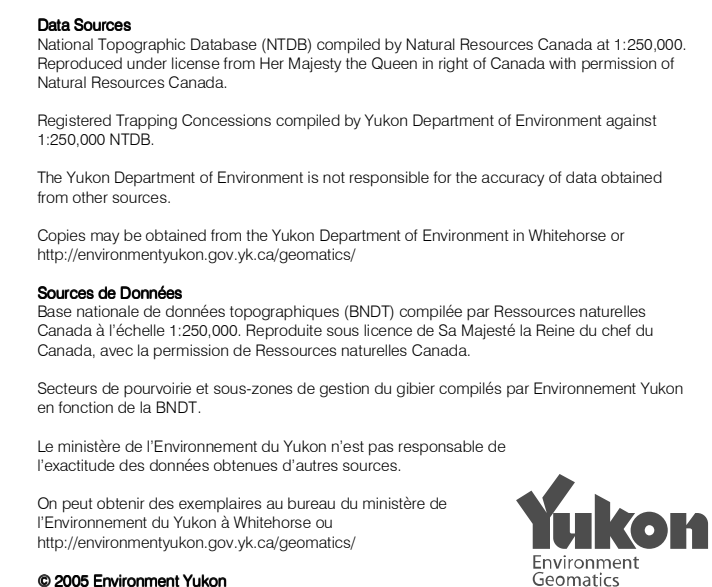 Data Sources
National Topographic Database (NTDB) compiled by Natural Resources Canada at 1:250,000.
Reproduced under license from Her Majesty the Queen in right of Canada with permission of
Natural Resources Canada.
Registered Trapping Concessions compiled by Yukon Department of Environment against
1:250,000 NTDB.
The Yukon Department of Environment is not responsible for the accuracy of data obtained
from other sources.
Copies may be obtained from the Yukon Department of Environment in Whitehorse or
http://environmentyukon.gov.yk.ca/geomatics/
Sources de Données
Base nationale de données topographiques (BNDT) compilée par Ressources naturelles
Canada à l'échelle 1:250,000. Reproduite sous licence de Sa Majesté la Reine du chef du
Canada, avec la permission de Ressources naturelles Canada.
Secteurs de pourvoirie et sous-zones de gestion du gibier compilés par Environnement Yukon
en fonction de la BNDT.
Le ministère de l'Environnement du Yukon n'est pas responsable de
l'exactitude des données obtenues d'autres sources.
On peut obtenir des exemplaires au bureau du ministère de
l'Environnement du Yukon à Whitehorse ou
http://environmentyukon.gov.yk.ca/geomatics/
© 2005 Environment Yukon
Yukon
Environment
Geomatics